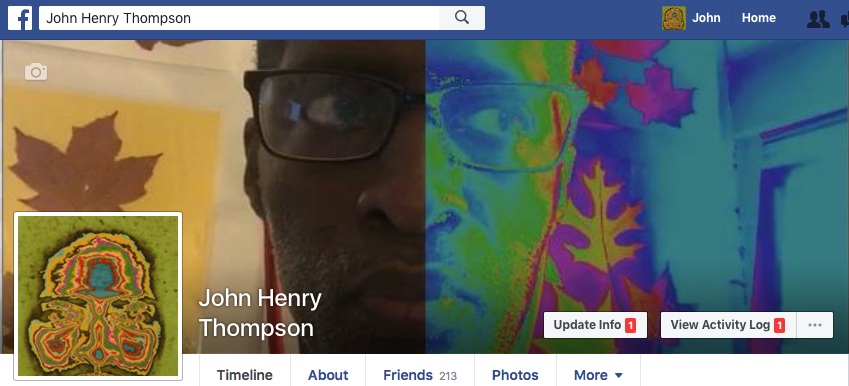 f
John Henry Thompson
John
Home
John Henry
Thompson
Update Info 1
View Activity Log 1
...
Timeline
About
Friends 213
Photos
More